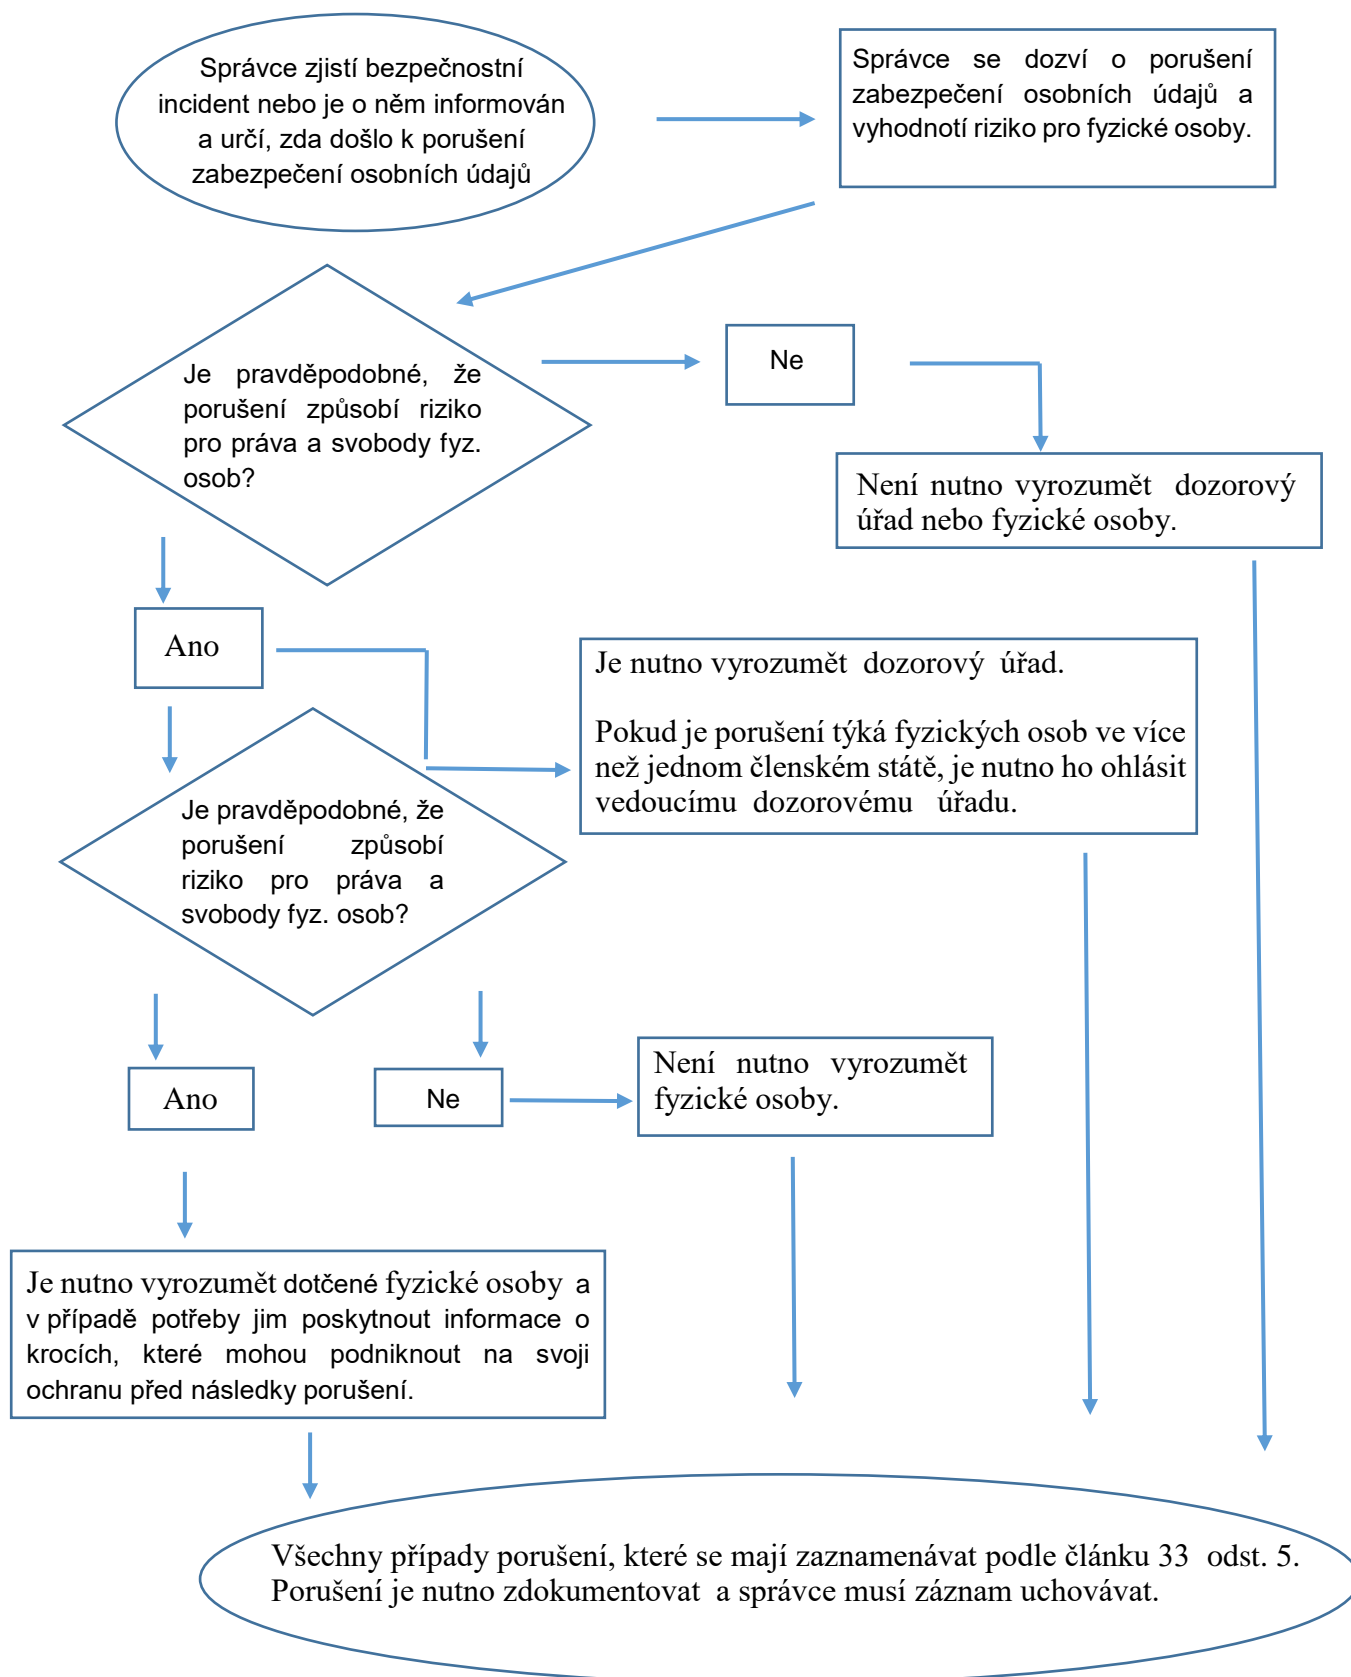 Správce zjistí bezpečnostní
incident nebo je o něm informován
a určí, zda došlo k porušení
zabezpečení osobních údajů
Správce se dozví o porušení
zabezpečení osobních údajů a
vyhodnotí riziko pro fyzické osoby.
Je pravděpodobné, že
porušení způsobí riziko
pro práva a svobody fyz.
osob?
Ne
Není nutno vyrozumět dozorový
úřad nebo fyzické osoby.
Ano
Je nutno vyrozumět dozorový úřad.
Pokud je porušení týká fyzických osob ve více
než jednom členském státě, je nutno ho ohlásit
vedoucímu dozorovému úřadu.
Je pravděpodobné, že
porušení způsobí
riziko pro práva a
svobody fyz. osob?
Ano
Ne
Není nutno vyrozumět
fyzické osoby.
Je nutno vyrozumět dotčené fyzické osoby a
v případě potřeby jim poskytnout informace o
krocích, které mohou podniknout na svoji
ochranu před následky porušení.
Všechny případy porušení, které se mají zaznamenávat podle článku 33 odst. 5.
Porušení je nutno zdokumentovat a správce musí záznam uchovávat.